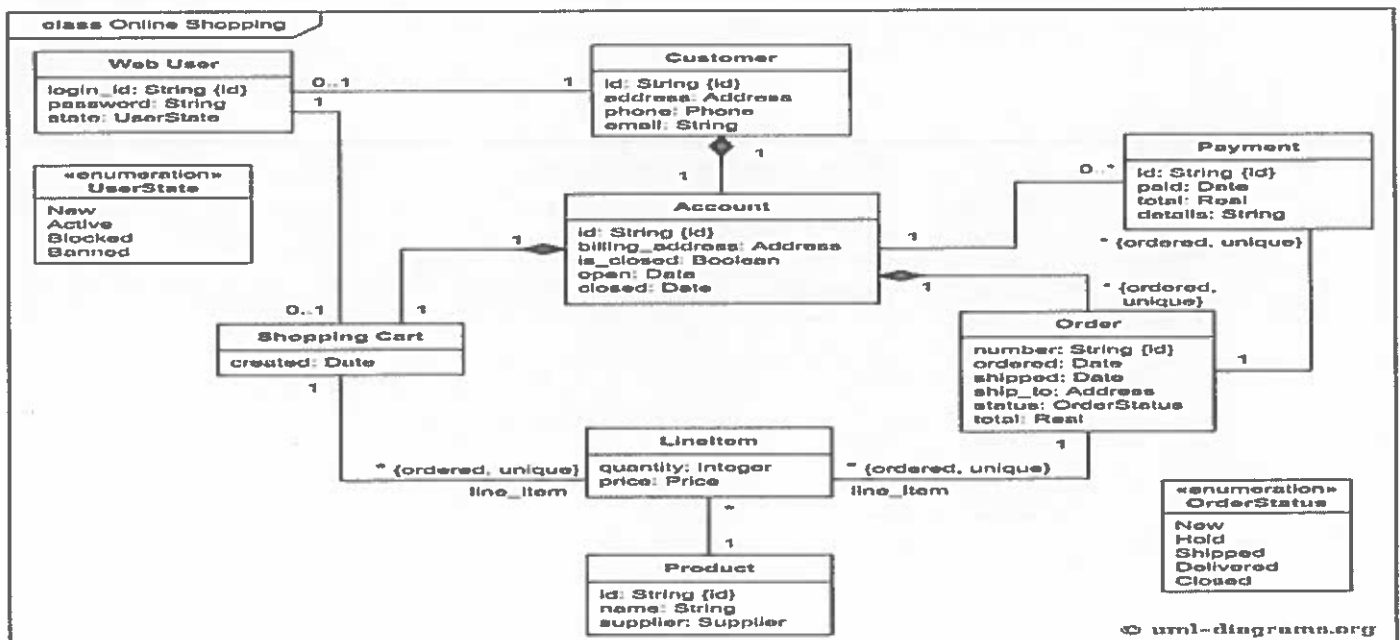 class Online Shopping
Web User
login_id: String {id}
password: String
state: UserState
0..1
1
1
Customer
id: String {id}
address: Address
phone: Phone
email: String
1
1
«enumeration»
UserState
New
Active
Blocked
Banned
Account
id: String {id}
billing_address: Address
is_closed: Boolean
open: Date
closed: Date
1
1
0..*
Payment
id: String {id}
paid: Date
total: Real
details: String
* {ordered, unique}
1
* {ordered,
unique}
0..1
1
Shopping Cart
created: Date
1
Order
number: String {id}
ordered: Date
shipped: Date
ship_to: Address
status: OrderStatus
total: Real
1
1
* {ordered, unique}
line_item
LineItem
quantity: Integer
price: Price
* {ordered, unique}
line_item
*
1
Product
id: String {id}
name: String
supplier: Supplier
«enumeration»
OrderStatus
New
Hold
Shipped
Delivered
Closed
© uml-diagrams.org